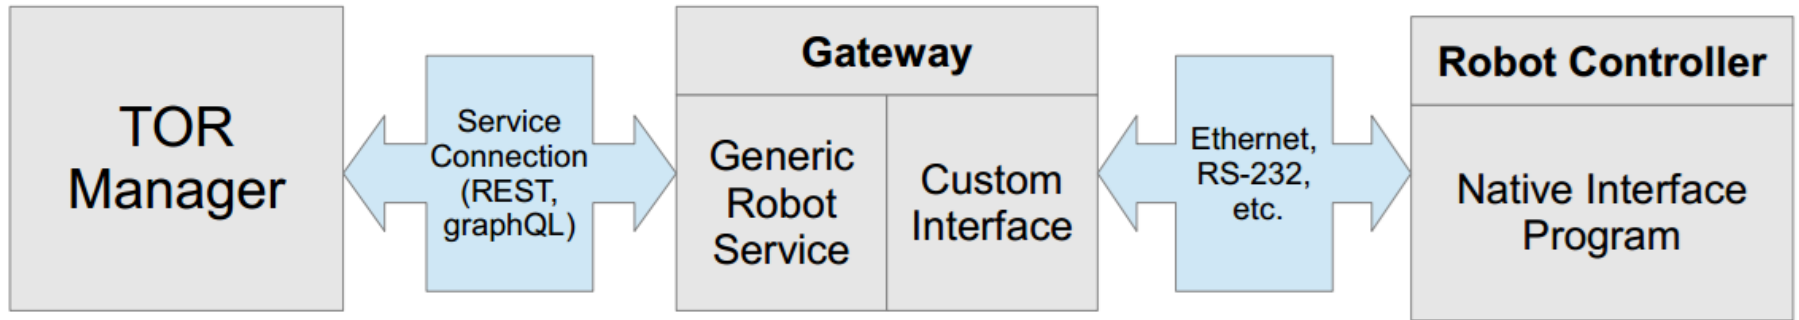 TOR
Manager
Service
Connection
(REST,
graphQL)
Gateway
Generic
Robot
Service
Custom
Interface
Ethernet,
RS-232,
etc.
Robot Controller
Native Interface
Program